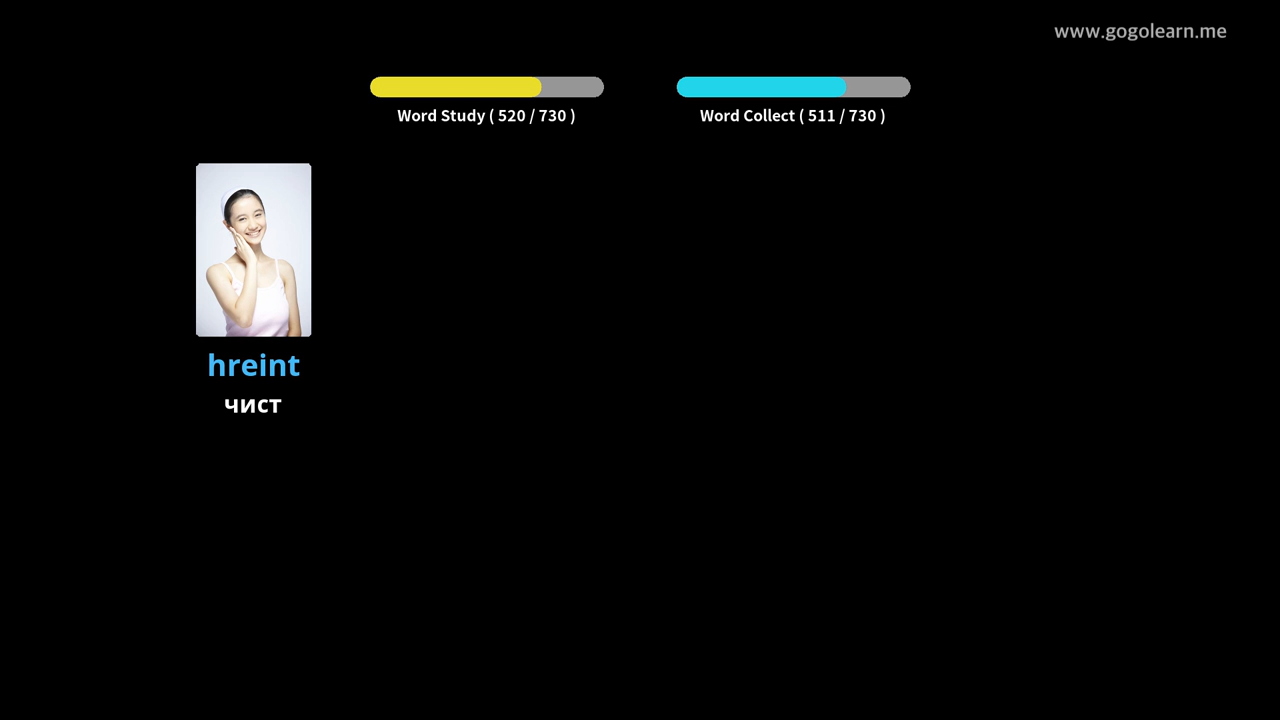 www.gogolearn.me
Word Study ( 520 / 730 )
Word Collect ( 511 / 730 )
hreint
чист